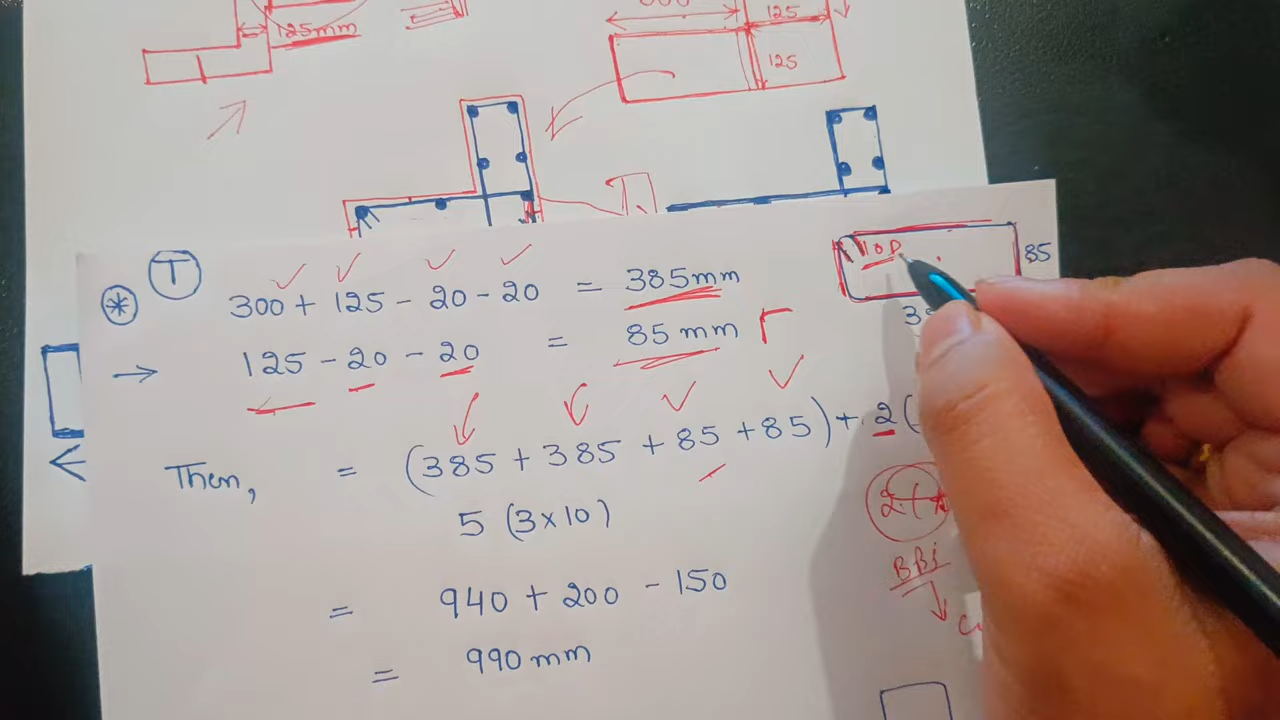 125mm
125
125
T
300 + 125 - 20 - 20 = 385mm
10D
85
→ 125 - 20 - 20 = 85 mm
Then, = (385 + 385 + 85 + 85) + 2(
5 (3x10)
BBS
= 940 + 200 - 150
= 990 mm